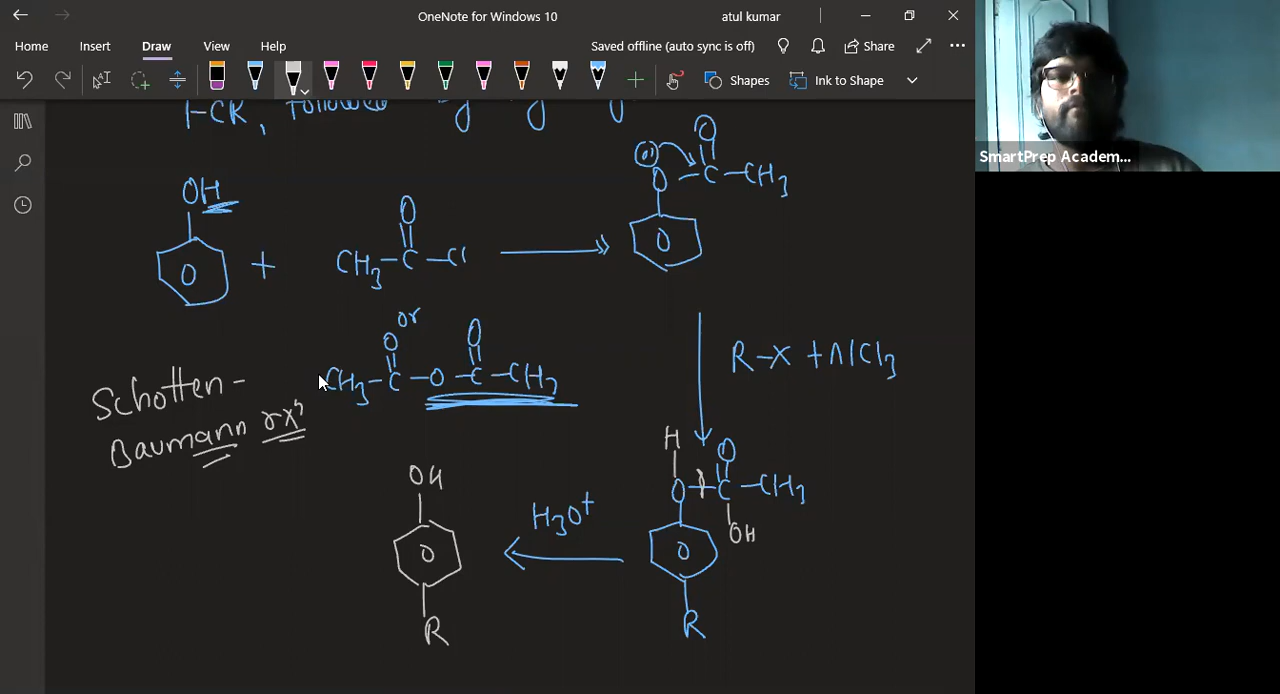 OneNote for Windows 10
atul kumar
Home Insert Draw View Help
Saved offline (auto sync is off)
Share
Shapes
Ink to Shape
SmartPrep Academ...
FCR, followed
OH
+
CH3-C-Cl
O
O
O-C-CH3
O
or
CH3-C-O-C-CH3
O O
Schotten-
Baumann rxn
R-X + AlCl3
H O
O-C-CH3
OH
R
H3O+
OH
R